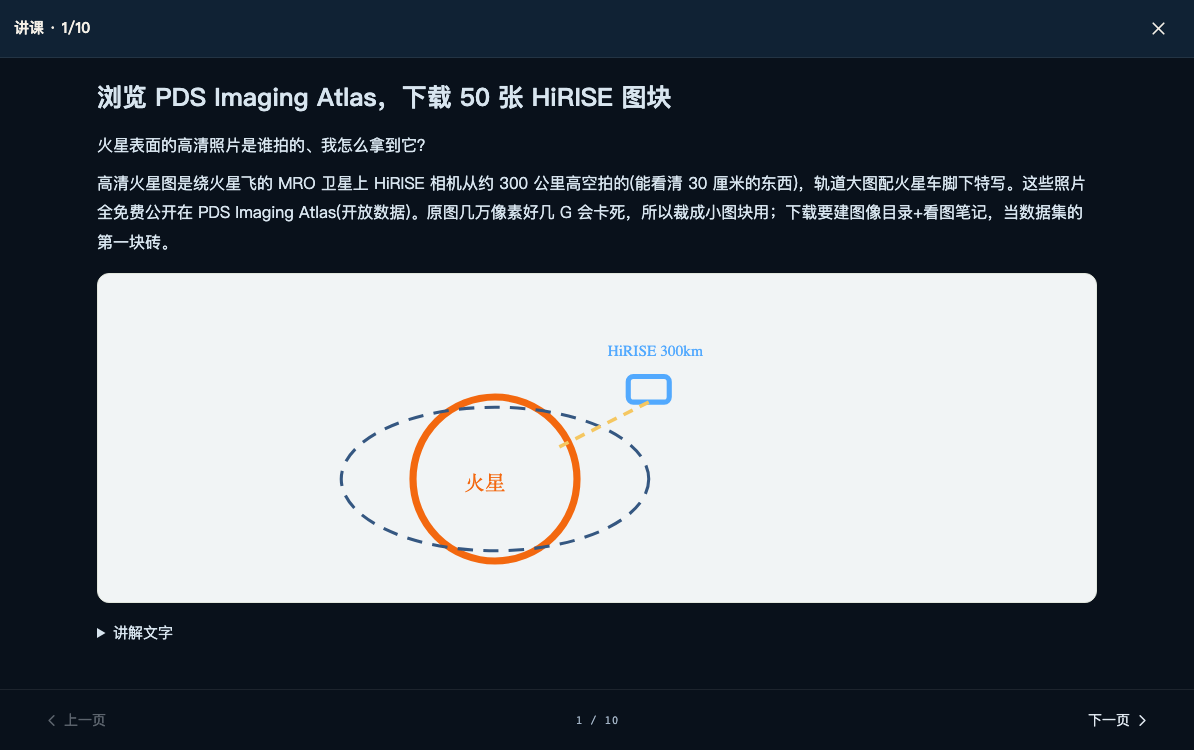 讲课 · 1/10
浏览 PDS Imaging Atlas，下载 50 张 HiRISE 图块
火星表面的高清照片是谁拍的、我怎么拿到它?
高清火星图是绕火星飞的 MRO 卫星上 HiRISE 相机从约 300 公里高空拍的(能看清 30 厘米的东西)，轨道大图配火星车脚下特写。这些照片
全免费公开在 PDS Imaging Atlas(开放数据)。原图几万像素好几 G 会卡死，所以裁成小图块用；下载要建图像目录+看图笔记，当数据集的
第一块砖。
HiRISE 300km
火星
讲解文字
上一页
1 / 10
下一页